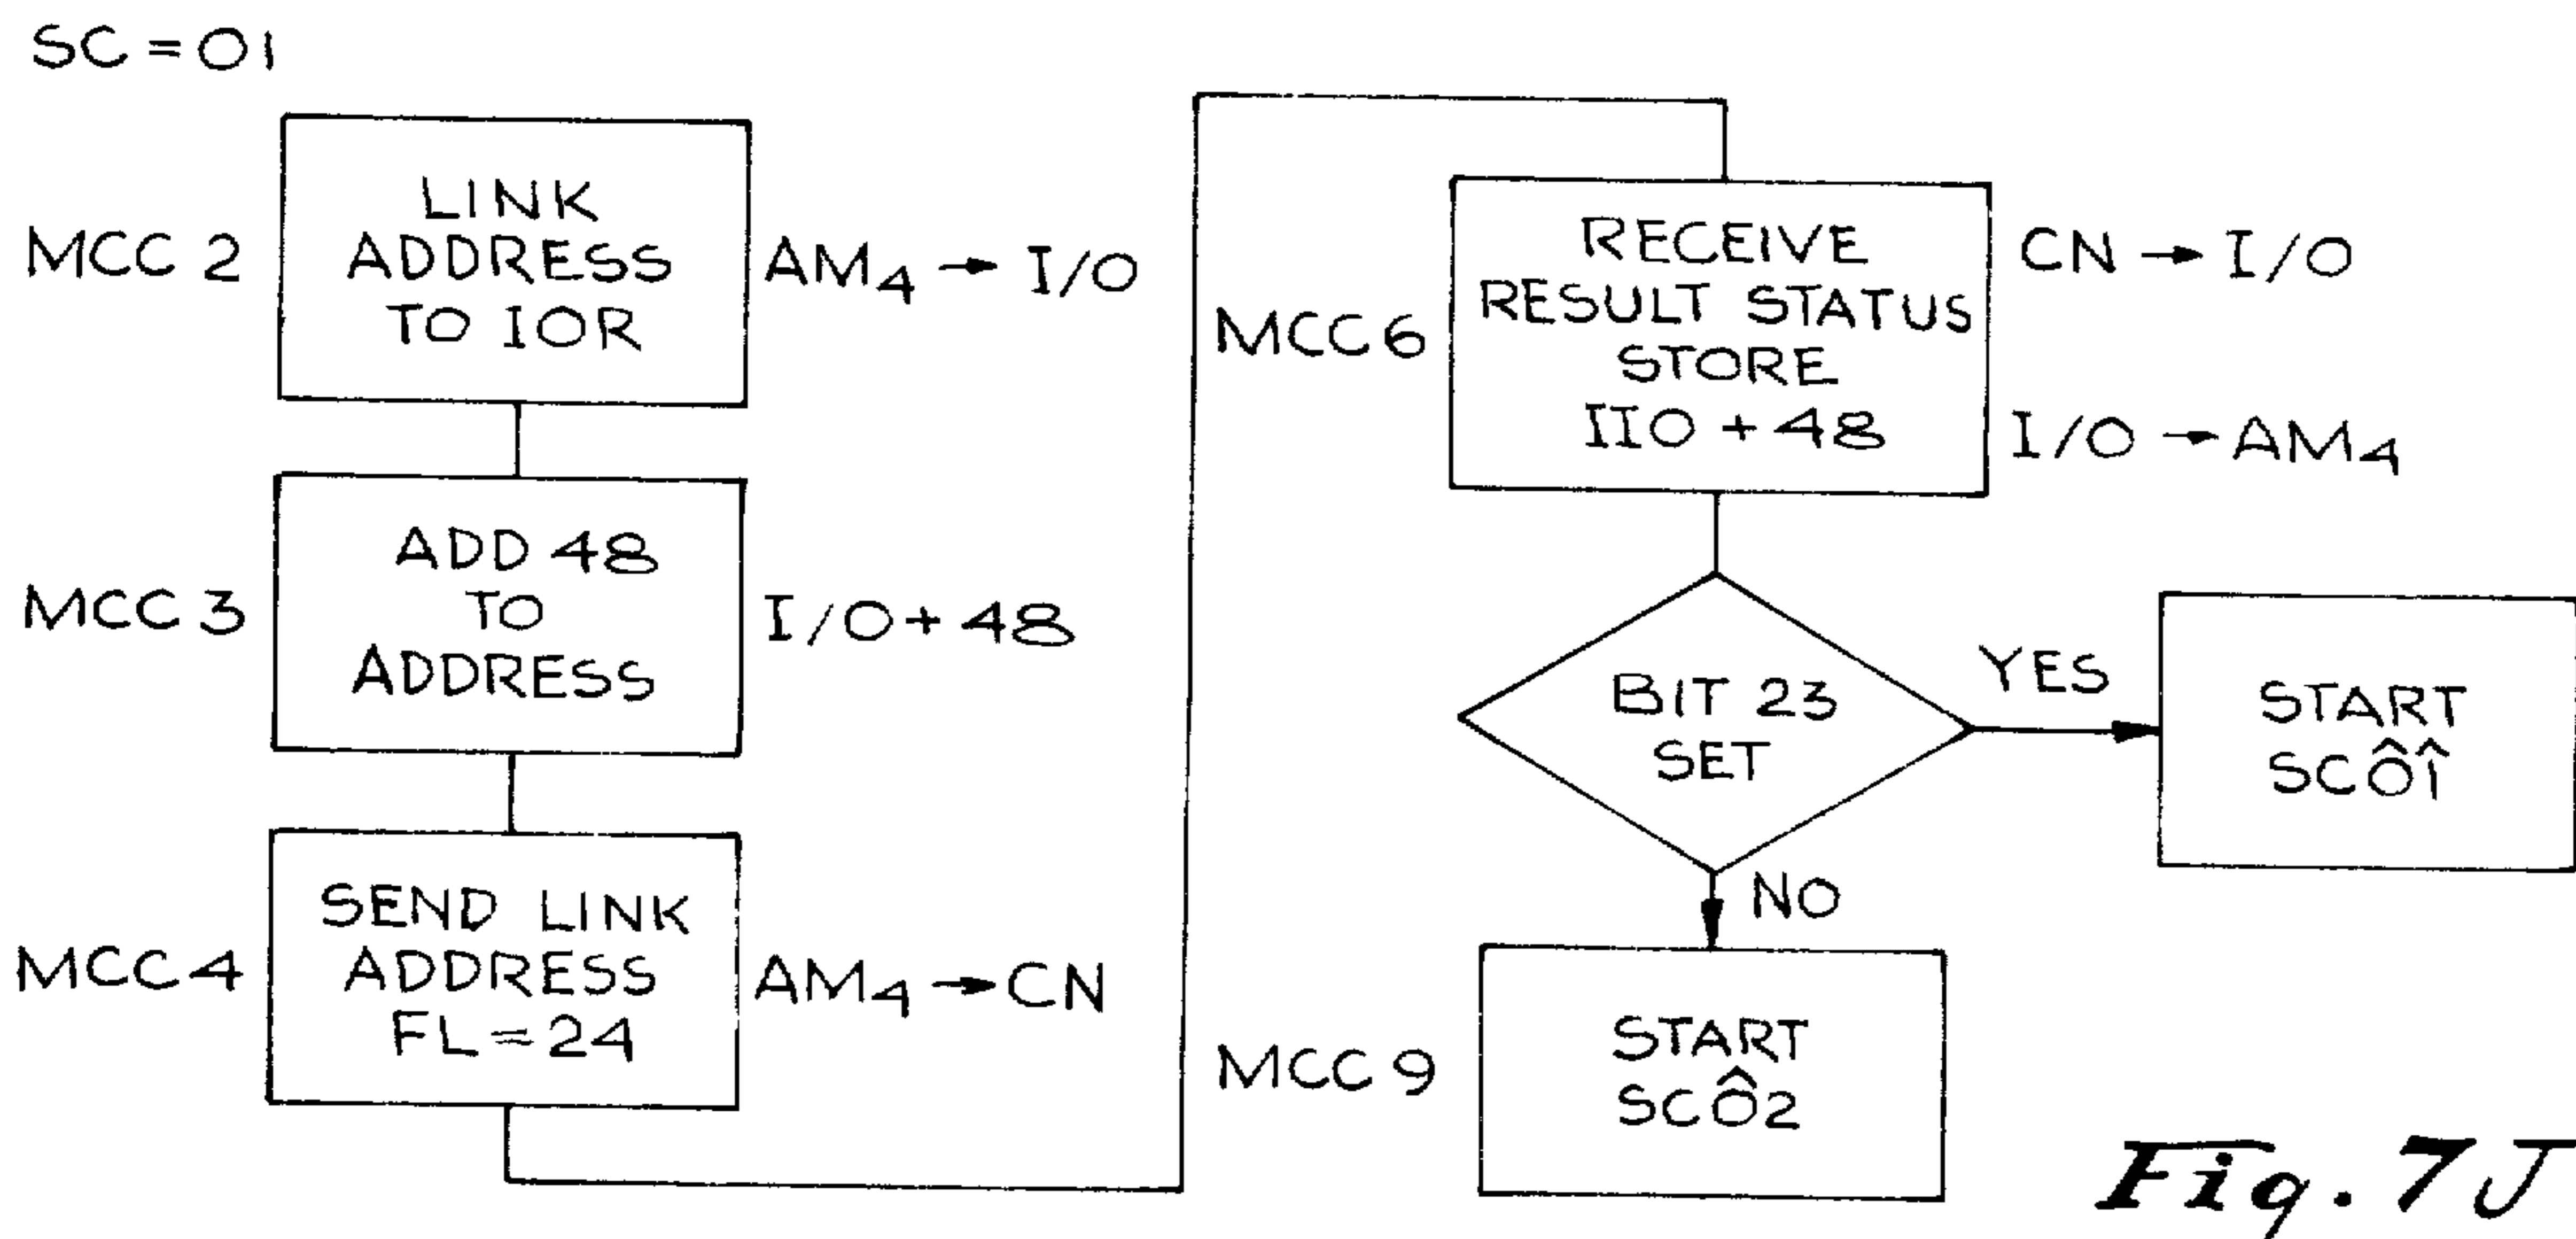 SC = 01
MCC 2
LINK
ADDRESS
TO IOR
AM4 → I/O
MCC 3
ADD 48
TO
ADDRESS
I/O + 48
MCC 4
SEND LINK
ADDRESS
FL = 24
AM4 → CN
MCC 6
RECEIVE
RESULT STATUS
STORE
IIO + 48
CN → I/O
I/O → AM4
BIT 23
SET
YES
START
SCÔ1̂
NO
MCC 9
START
SCÔ2
Fig. 7J